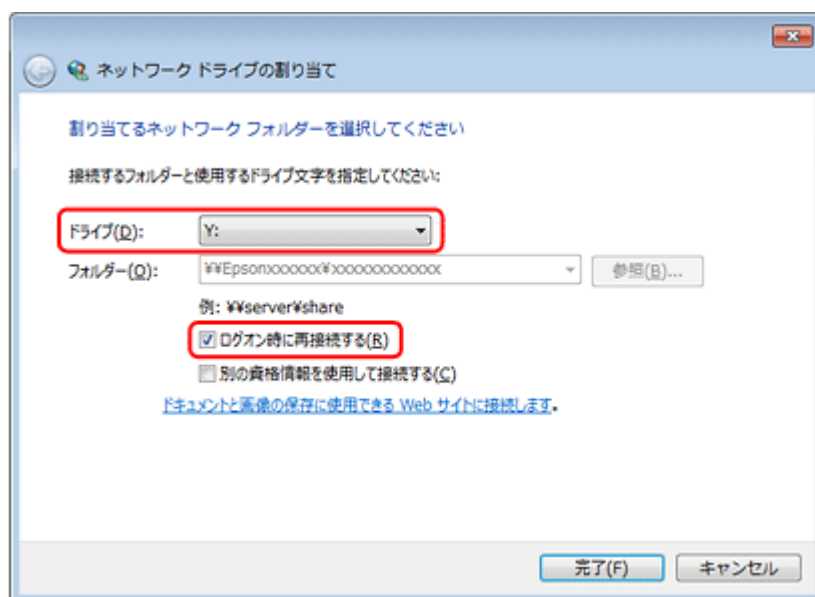 ネットワーク ドライブの割り当て
割り当てるネットワーク フォルダーを選択してください
接続するフォルダーと使用するドライブ文字を指定してください:
ドライブ(D): Y:
フォルダー(O): ¥¥Epsonxxxxxx¥xxxxxxxxxxxxx 参照(B)...
例: ¥¥server¥share
ログオン時に再接続する(R)
別の資格情報を使用して接続する(C)
ドキュメントと画像の保存に使用できる Web サイトに接続します。
完了(F) キャンセル